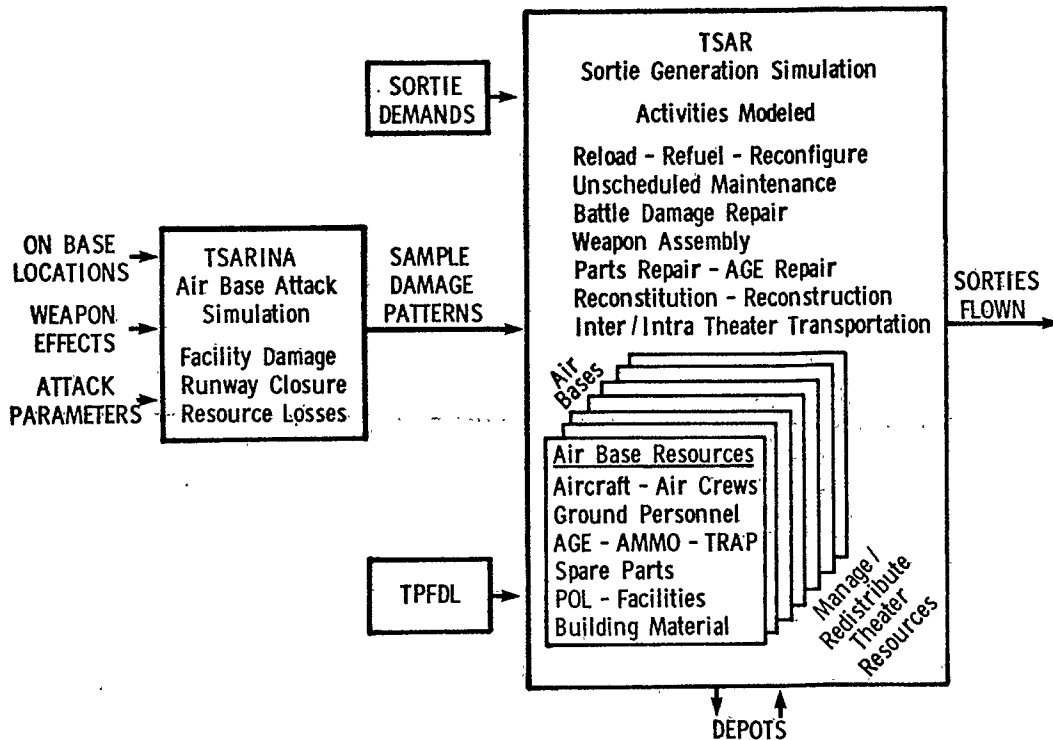 SORTIE
DEMANDS
ON BASE
LOCATIONS
WEAPON
EFFECTS
ATTACK
PARAMETERS
TSARINA
Air Base Attack
Simulation
Facility Damage
Runway Closure
Resource Losses
SAMPLE
DAMAGE
PATTERNS
TPFDL
TSAR
Sortie Generation Simulation
Activities Modeled
Reload - Refuel - Reconfigure
Unscheduled Maintenance
Battle Damage Repair
Weapon Assembly
Parts Repair - AGE Repair
Reconstitution - Reconstruction
Inter / Intra Theater Transportation
Air
Bases
Air Base Resources
Aircraft - Air Crews
Ground Personnel
AGE - AMMO - TRAP
Spare Parts
POL - Facilities
Building Material
Manage /
Redistribute
Theater
Resources
SORTIES
FLOWN
DEPOTS